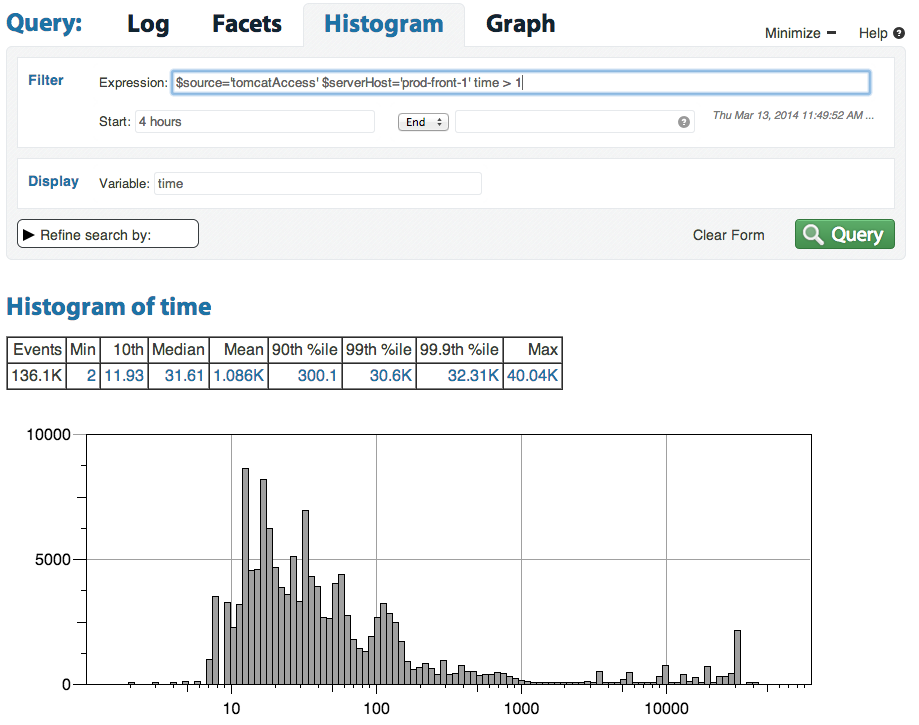 Query: Log Facets Histogram Graph Minimize Help ?
Filter Expression: $source='tomcatAccess' $serverHost='prod-front-1' time > 1
Start: 4 hours End ? Thu Mar 13, 2014 11:49:52 AM ...
Display Variable: time
Refine search by: Clear Form Query
Histogram of time
Events Min 10th Median Mean 90th %ile 99th %ile 99.9th %ile Max
136.1K 2 11.93 31.61 1.086K 300.1 30.6K 32.31K 40.04K
10000
5000
0
10 100 1000 10000